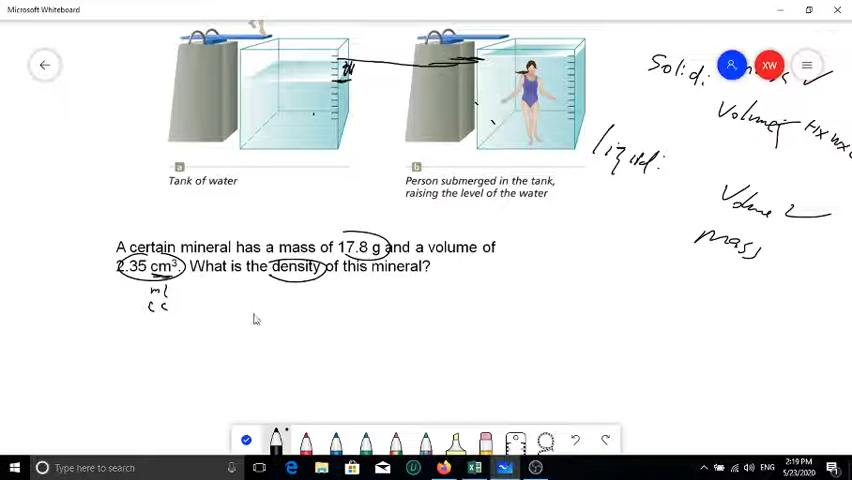 Microsoft Whiteboard
XW
Solid:
Volume
HxWx
liquid:
a
Tank of water
b
Person submerged in the tank,
raising the level of the water
Volume
mass
A certain mineral has a mass of 17.8 g and a volume of
2.35 cm³. What is the density of this mineral?
ml
cc
Type here to search
ENG
2:19 PM
5/23/2020